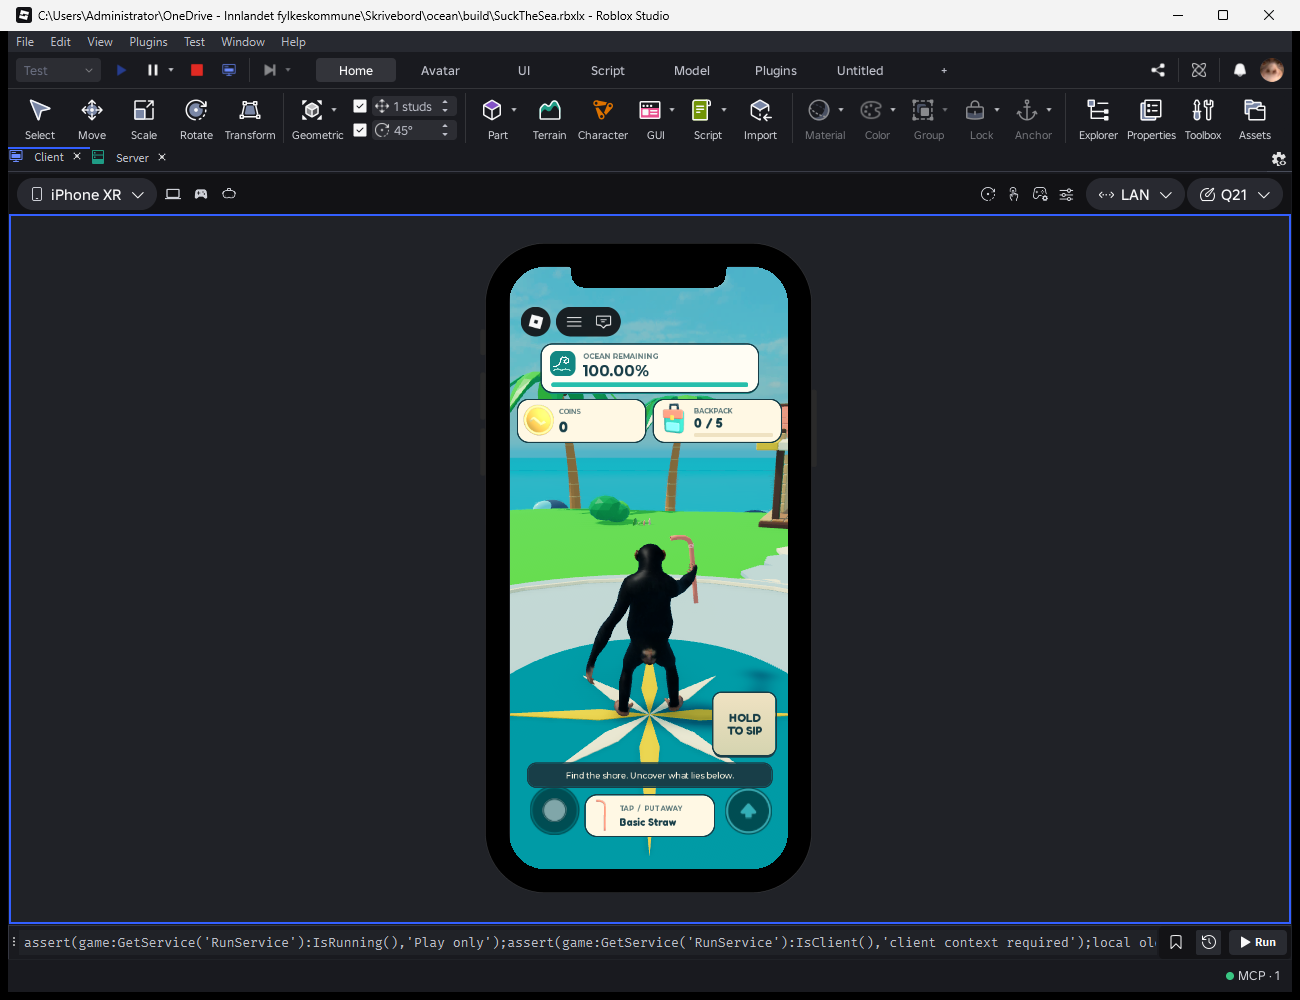 C:\Users\Administrator\OneDrive - Innlandet fylkeskommune\Skrivebord\ocean\build\SuckTheSea.rbxlx - Roblox Studio
File Edit View Plugins Test Window Help
Test Home Avatar UI Script Model Plugins Untitled +
1 studs
45°
Select Move Scale Rotate Transform Geometric Part Terrain Character GUI Script Import Material Color Group Lock Anchor Explorer Properties Toolbox Assets
Client Server
iPhone XR LAN Q21
OCEAN REMAINING
100.00%
COINS
0
BACKPACK
0 / 5
HOLD
TO SIP
Find the shore. Uncover what lies below.
TAP / PUT AWAY
Basic Straw
assert(game:GetService('RunService'):IsRunning(),'Play only');assert(game:GetService('RunService'):IsClient(),'client context required');local ol
Run
MCP · 1